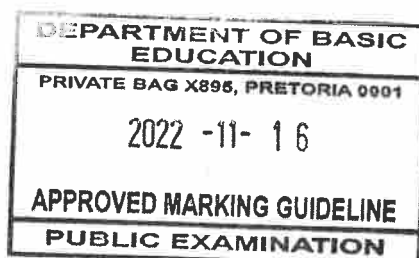 DEPARTMENT OF BASIC
EDUCATION
PRIVATE BAG X895, PRETORIA 0001
2022 -11- 16
APPROVED MARKING GUIDELINE
PUBLIC EXAMINATION